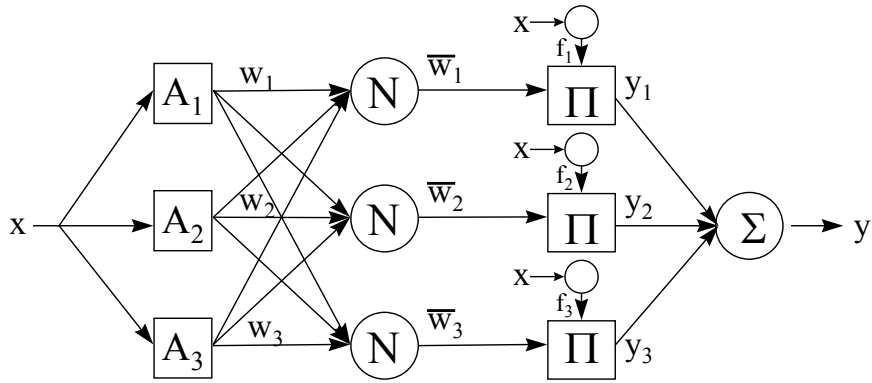 x
f₁
A₁ w₁ N w̅₁ Π y₁
x
f₂
x A₂ w₂ N w̅₂ Π y₂ Σ y
x
f₃
A₃ w₃ N w̅₃ Π y₃